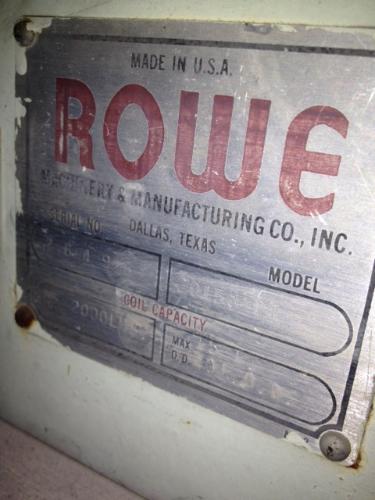 MADE IN U.S.A.
ROWE
MACHINERY & MANUFACTURING CO., INC.
DALLAS, TEXAS
SERIAL NO.
MODEL
COIL CAPACITY
MAX
O.D.